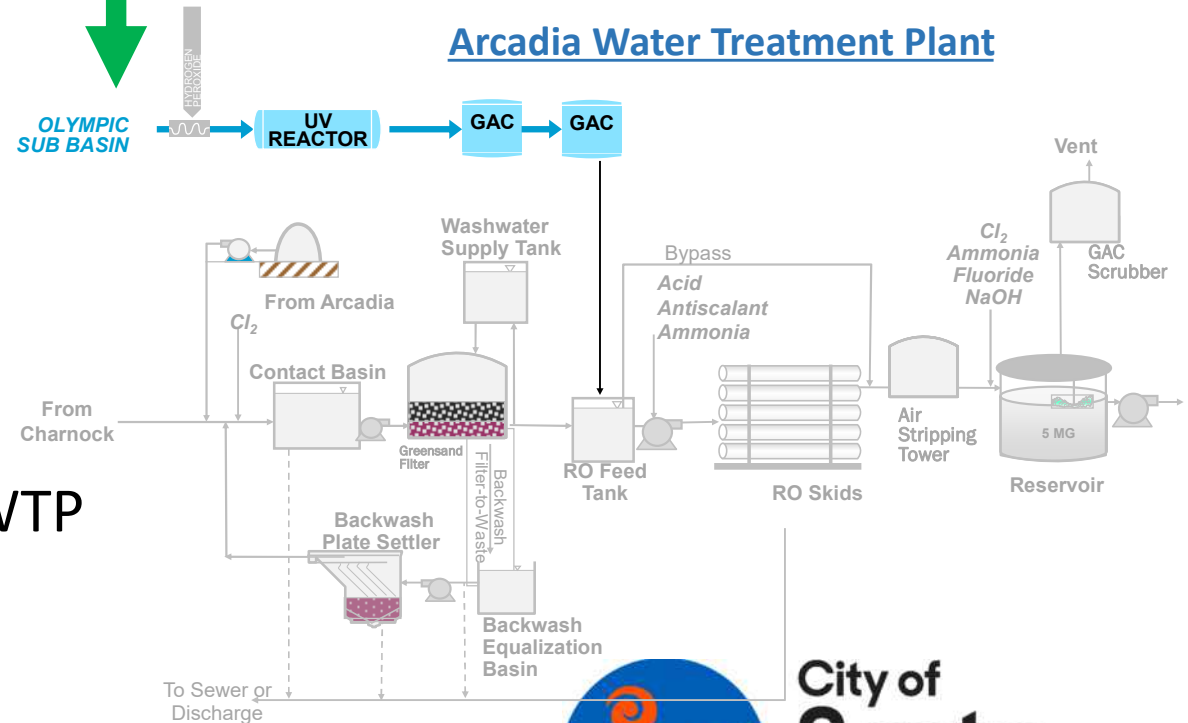 Arcadia Water Treatment Plant
HYDROGEN
PEROXIDE
OLYMPIC
SUB BASIN
UV
REACTOR
GAC
GAC
Vent
Washwater
Supply Tank
Bypass
Acid
Antiscalant
Ammonia
Cl₂
Ammonia
Fluoride
NaOH
GAC
Scrubber
From Arcadia
Cl₂
Contact Basin
From
Charnock
Greensand
Filter
RO Feed
Tank
RO Skids
Air
Stripping
Tower
5 MG
Reservoir
Backwash
Filter-to-Waste
WTP
Backwash
Plate Settler
Backwash
Equalization
Basin
To Sewer or
Discharge
City of